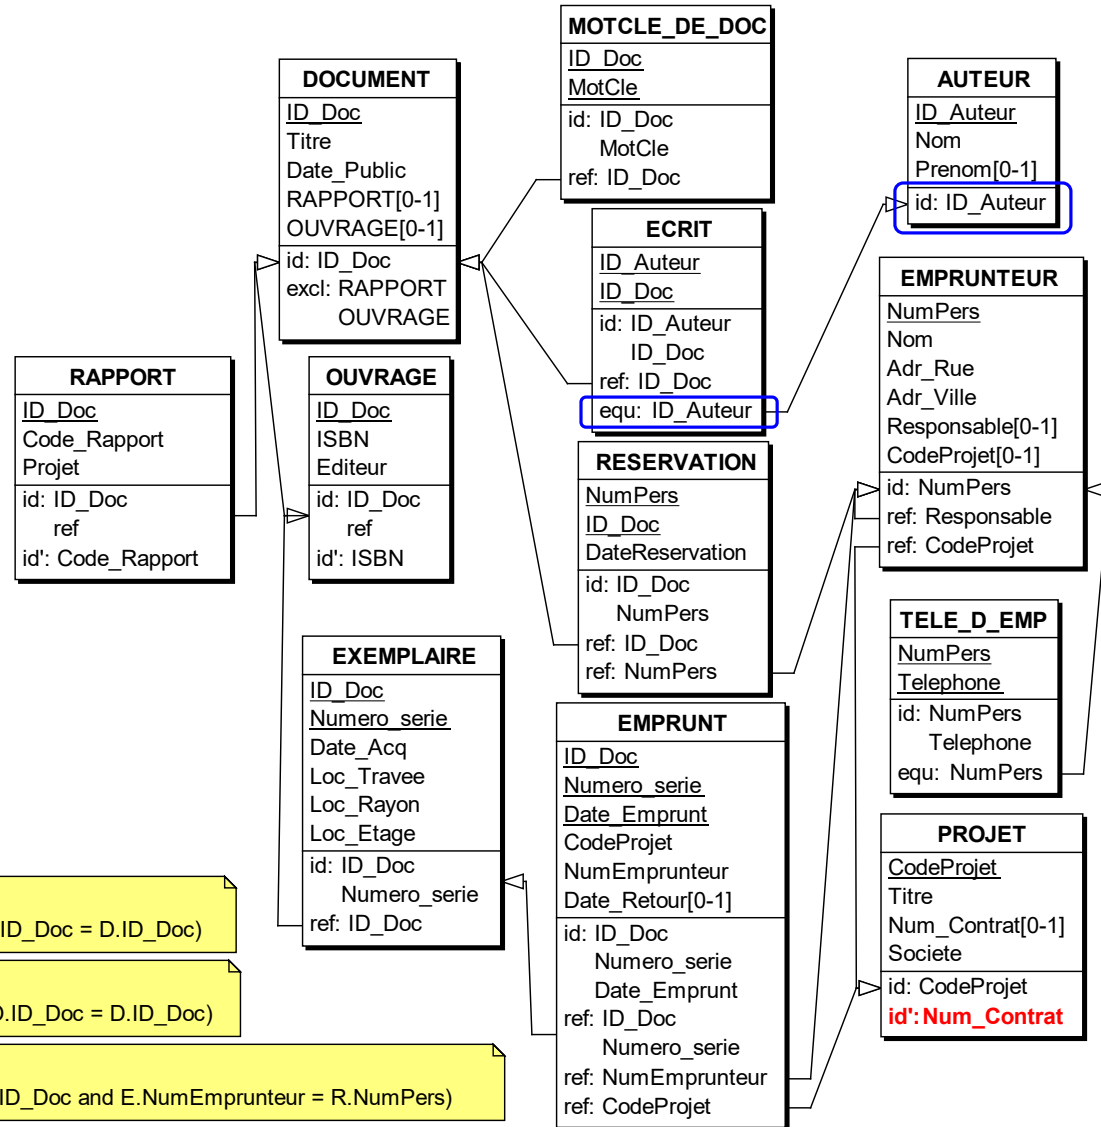 MOTCLE_DE_DOC
ID_Doc
MotCle
id: ID_Doc
MotCle
ref: ID_Doc
DOCUMENT
ID_Doc
Titre
Date_Public
RAPPORT[0-1]
OUVRAGE[0-1]
id: ID_Doc
excl: RAPPORT
OUVRAGE
AUTEUR
ID_Auteur
Nom
Prenom[0-1]
id: ID_Auteur
ECRIT
ID_Auteur
ID_Doc
id: ID_Auteur
ID_Doc
ref: ID_Doc
equ: ID_Auteur
EMPRUNTEUR
NumPers
Nom
Adr_Rue
Adr_Ville
Responsable[0-1]
CodeProjet[0-1]
id: NumPers
ref: Responsable
ref: CodeProjet
RAPPORT
ID_Doc
Code_Rapport
Projet
id: ID_Doc
ref
id': Code_Rapport
OUVRAGE
ID_Doc
ISBN
Editeur
id: ID_Doc
ref
id': ISBN
RESERVATION
NumPers
ID_Doc
DateReservation
id: ID_Doc
NumPers
ref: ID_Doc
ref: NumPers
TELE_D_EMP
NumPers
Telephone
id: NumPers
Telephone
equ: NumPers
EXEMPLAIRE
ID_Doc
Numero_serie
Date_Acq
Loc_Travee
Loc_Rayon
Loc_Etage
id: ID_Doc
Numero_serie
ref: ID_Doc
EMPRUNT
ID_Doc
Numero_serie
Date_Emprunt
CodeProjet
NumEmprunteur
Date_Retour[0-1]
id: ID_Doc
Numero_serie
Date_Emprunt
ref: ID_Doc
Numero_serie
ref: NumEmprunteur
ref: CodeProjet
PROJET
CodeProjet
Titre
Num_Contrat[0-1]
Societe
id: CodeProjet
id':Num_Contrat
ID_Doc = D.ID_Doc)
.ID_Doc = D.ID_Doc)
ID_Doc and E.NumEmprunteur = R.NumPers)